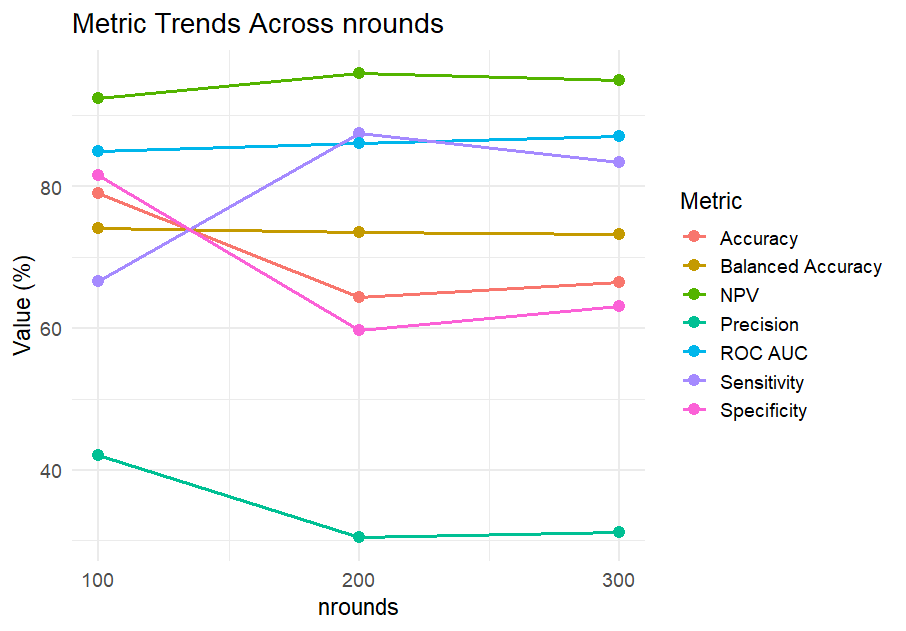 Metric Trends Across nrounds
Value (%)
80
60
40
100 200 300
nrounds
Metric
Accuracy
Balanced Accuracy
NPV
Precision
ROC AUC
Sensitivity
Specificity